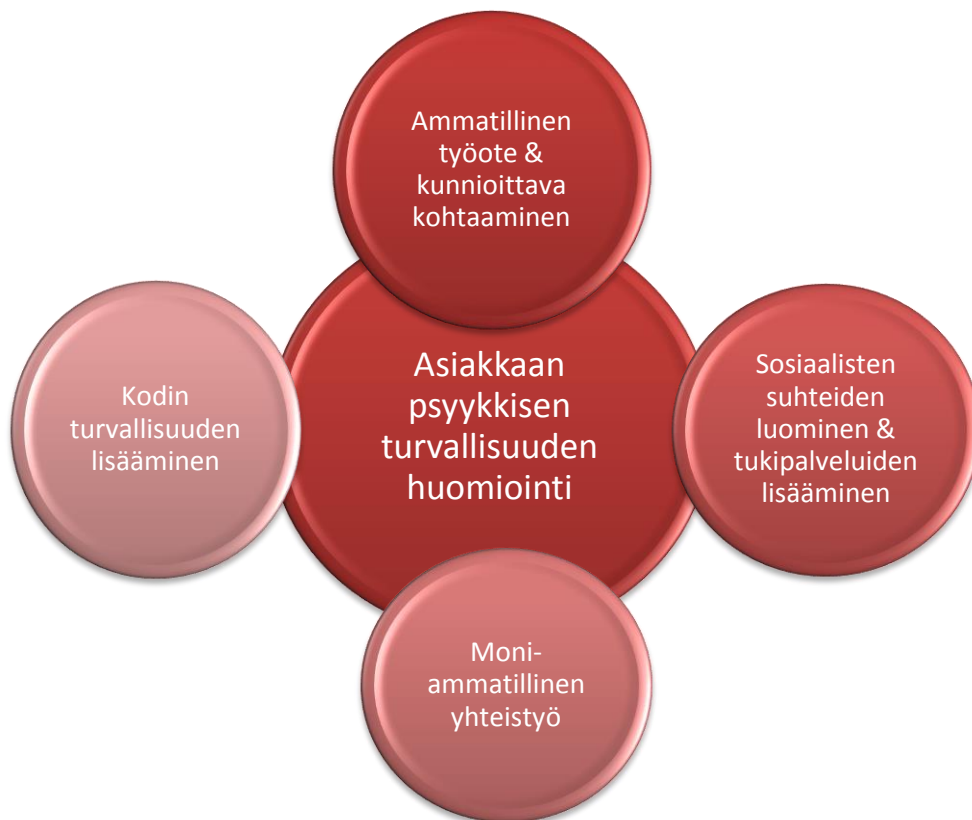 Ammatillinen
työote &
kunnioittava
kohtaaminen
Asiakkaan
psyykkisen
turvallisuuden
huomiointi
Sosiaalisten
suhteiden
luominen &
tukipalveluiden
lisääminen
Moni-
ammatillinen
yhteistyö
Kodin
turvallisuuden
lisääminen